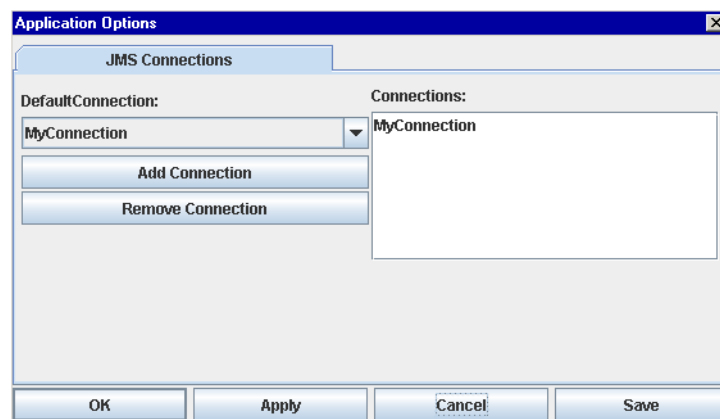 Application Options
JMS Connections
DefaultConnection:
MyConnection
Add Connection
Remove Connection
Connections:
MyConnection
OK
Apply
Cancel
Save